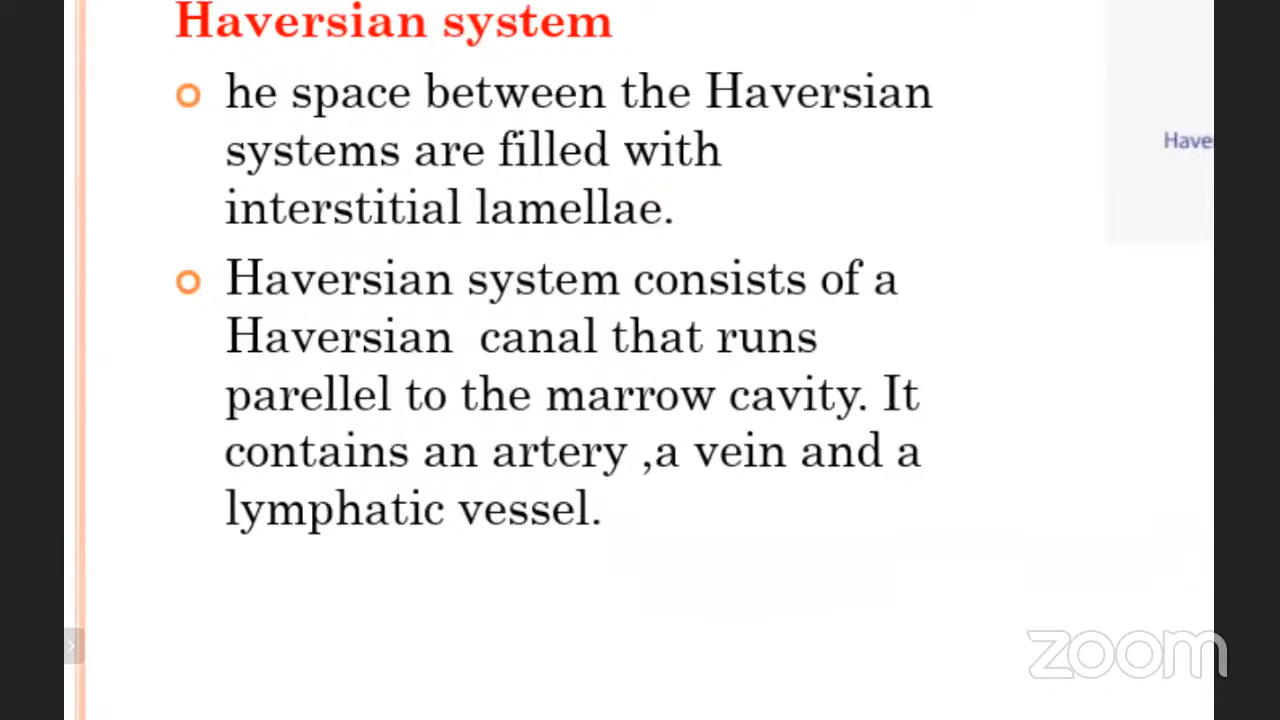 Haversian system
he space between the Haversian
systems are filled with
interstitial lamellae.
Haversian system consists of a
Haversian  canal that runs
parellel to the marrow cavity. It
contains an artery ,a vein and a
lymphatic vessel.
Have
zoom